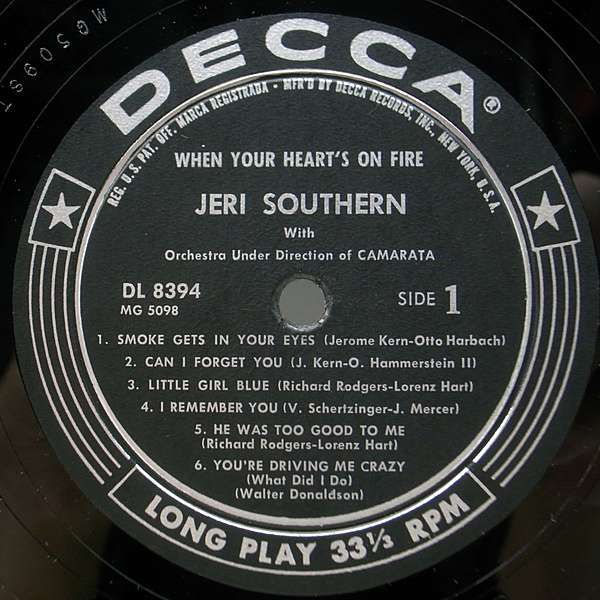 MG 5098T
DECCA®
REG. U.S. PAT. OFF. MARCA REGISTRADA • MFR'D BY DECCA RECORDS, INC., NEW YORK, U.S.A.
WHEN YOUR HEART'S ON FIRE
JERI SOUTHERN
With
Orchestra Under Direction of CAMARATA
DL 8394
SIDE 1
MG 5098
1. SMOKE GETS IN YOUR EYES (Jerome Kern-Otto Harbach)
2. CAN I FORGET YOU (J. Kern-O. Hammerstein II)
3. LITTLE GIRL BLUE (Richard Rodgers-Lorenz Hart)
4. I REMEMBER YOU (V. Schertzinger-J. Mercer)
5. HE WAS TOO GOOD TO ME
(Richard Rodgers-Lorenz Hart)
6. YOU'RE DRIVING ME CRAZY
(What Did I Do)
(Walter Donaldson)
LONG PLAY 33⅓ RPM